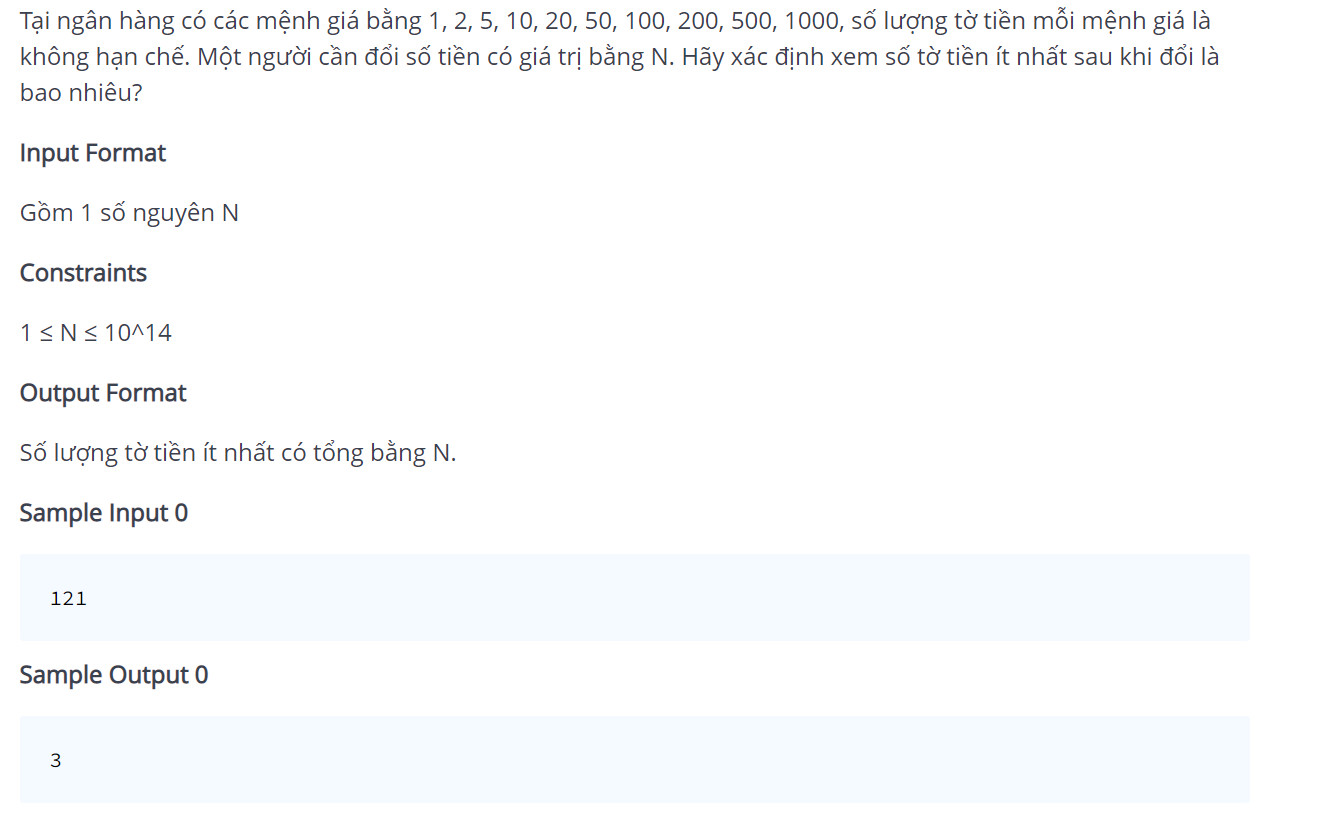 Tại ngân hàng có các mệnh giá bằng 1, 2, 5, 10, 20, 50, 100, 200, 500, 1000, số lượng tờ tiền mỗi mệnh giá là
không hạn chế. Một người cần đổi số tiền có giá trị bằng N. Hãy xác định xem số tờ tiền ít nhất sau khi đổi là
bao nhiêu?
Input Format
Gồm 1 số nguyên N
Constraints
1 ≤ N ≤ 10^14
Output Format
Số lượng tờ tiền ít nhất có tổng bằng N.
Sample Input 0
121
Sample Output 0
3